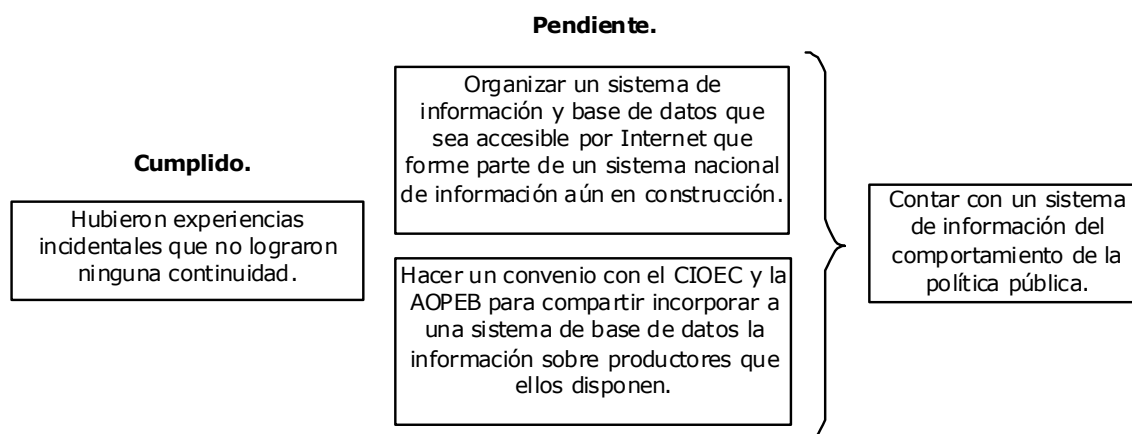 Pendiente.
Organizar un sistema de
información y base de datos que
sea accesible por Internet que
forme parte de un sistema nacional
de información aún en construcción.
Cumplido.
Hubieron experiencias
incidentales que no lograron
ninguna continuidad.
Hacer un convenio con el CIOEC y la
AOPEB para compartir incorporar a
una sistema de base de datos la
información sobre productores que
ellos disponen.
Contar con un sistema
de información del
comportamiento de la
política pública.